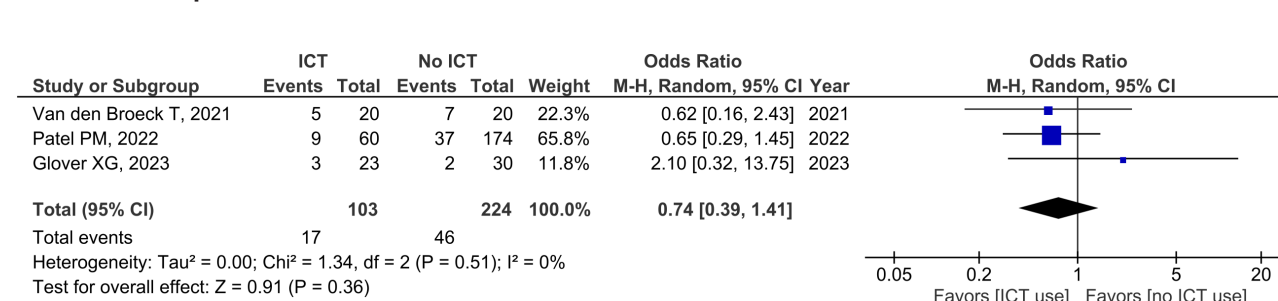 ICT No ICT Odds Ratio Odds Ratio
Study or Subgroup Events Total Events Total Weight M-H, Random, 95% CI Year M-H, Random, 95% CI
Van den Broeck T, 2021 5 20 7 20 22.3% 0.62 [0.16, 2.43] 2021
Patel PM, 2022 9 60 37 174 65.8% 0.65 [0.29, 1.45] 2022
Glover XG, 2023 3 23 2 30 11.8% 2.10 [0.32, 13.75] 2023
Total (95% CI) 103 224 100.0% 0.74 [0.39, 1.41]
Total events 17 46
Heterogeneity: Tau² = 0.00; Chi² = 1.34, df = 2 (P = 0.51); I² = 0%
Test for overall effect: Z = 0.91 (P = 0.36)
0.05 0.2 1 5 20
Favors [ICT use] Favors [no ICT use]